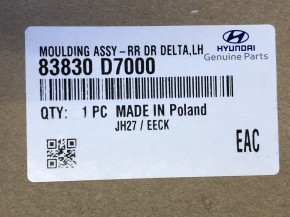 MOULDING ASSY-RR DR DELTA,LH
HYUNDAI
Genuine Parts
83830 D7000
QTY: 1 PC MADE IN Poland
JH27 / EECK
EAC